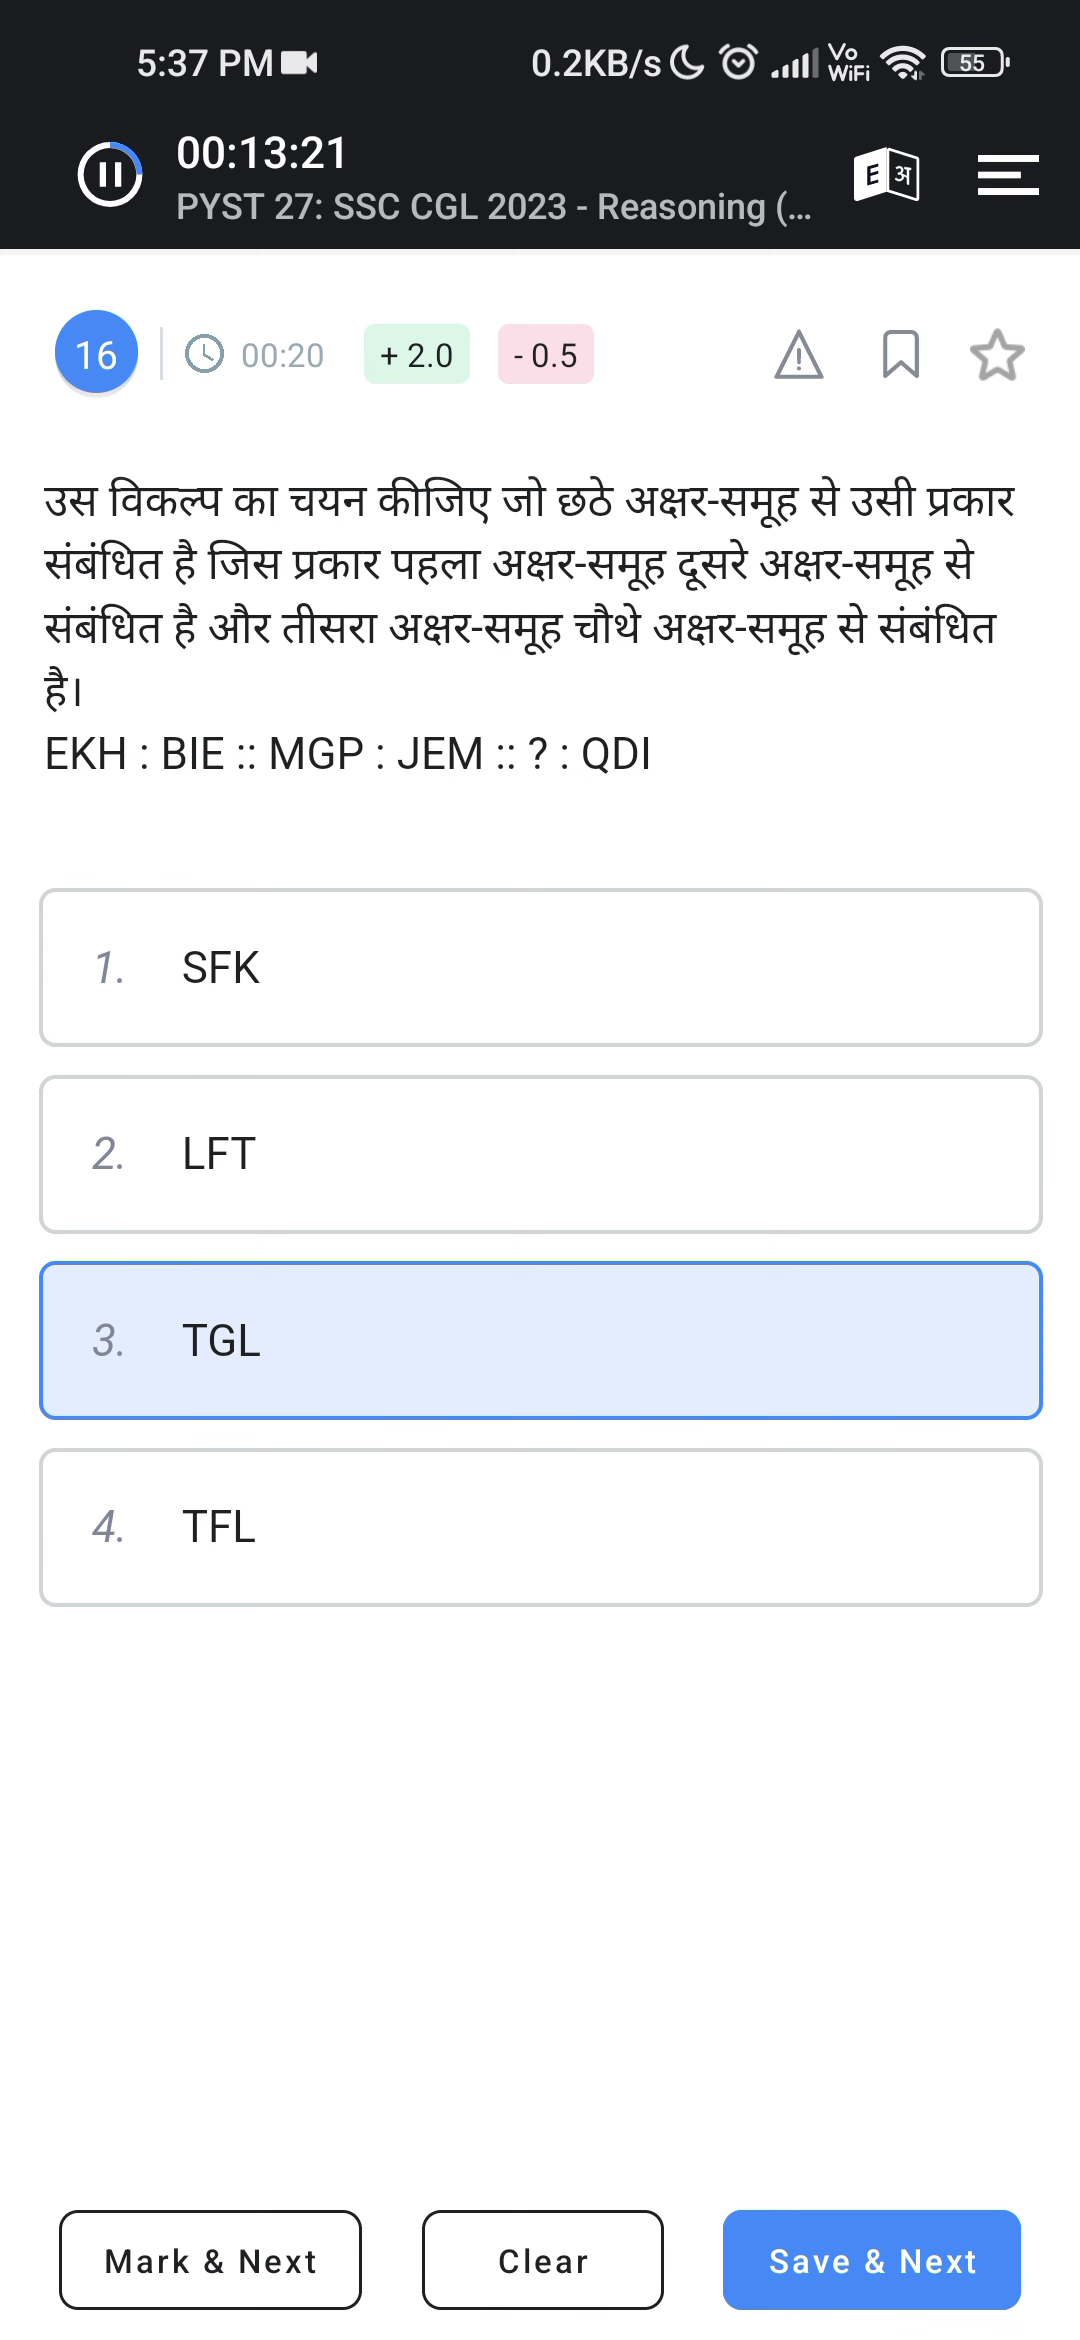 5:37 PM 0.2KB/s Vo WiFi 55
00:13:21
PYST 27: SSC CGL 2023 - Reasoning (...
E अ
16 00:20 + 2.0 - 0.5
उस विकल्प का चयन कीजिए जो छठे अक्षर-समूह से उसी प्रकार
संबंधित है जिस प्रकार पहला अक्षर-समूह दूसरे अक्षर-समूह से
संबंधित है और तीसरा अक्षर-समूह चौथे अक्षर-समूह से संबंधित
है।
EKH : BIE :: MGP : JEM :: ? : QDI
1. SFK
2. LFT
3. TGL
4. TFL
Mark & Next Clear Save & Next